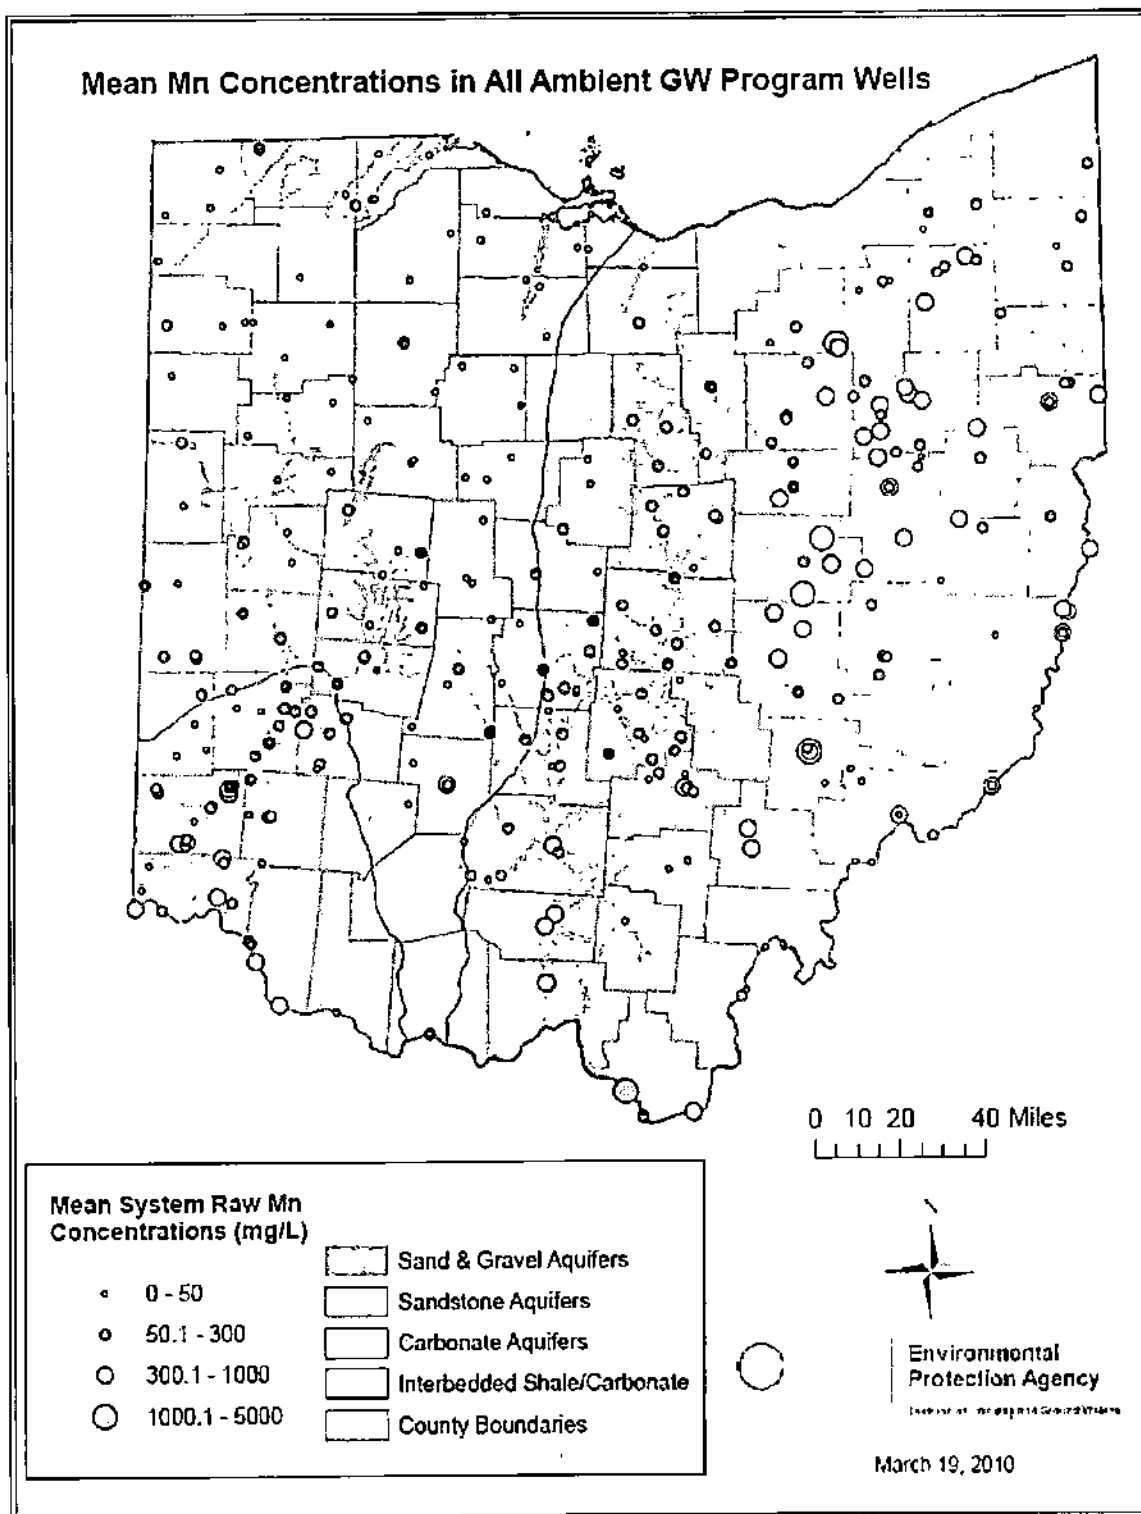 Mean Mn Concentrations in All Ambient GW Program Wells
0 10 20 40 Miles
Mean System Raw Mn
Concentrations (mg/L)
0 - 50
50.1 - 300
300.1 - 1000
1000.1 - 5000
Sand & Gravel Aquifers
Sandstone Aquifers
Carbonate Aquifers
Interbedded Shale/Carbonate
County Boundaries
Environmental
Protection Agency
March 19, 2010